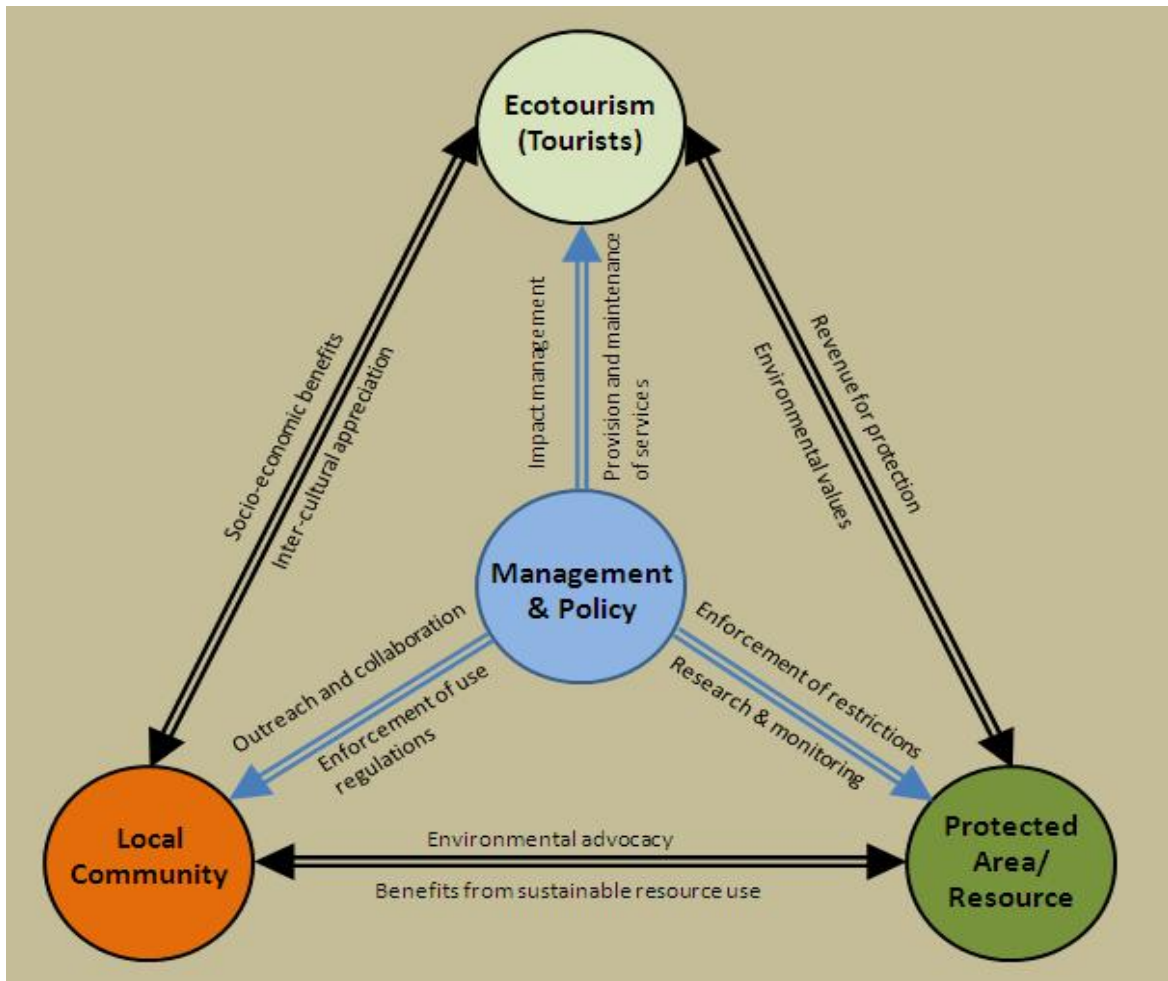 Ecotourism
(Tourists)
Socio-economic benefits
Inter-cultural appreciation
Impact management
Provision and maintenance
of services
Revenue for protection
Environmental values
Management
& Policy
Outreach and collaboration
Enforcement of use
regulations
Enforcement of restrictions
Research & monitoring
Local
Community
Environmental advocacy
Benefits from sustainable resource use
Protected
Area/
Resource